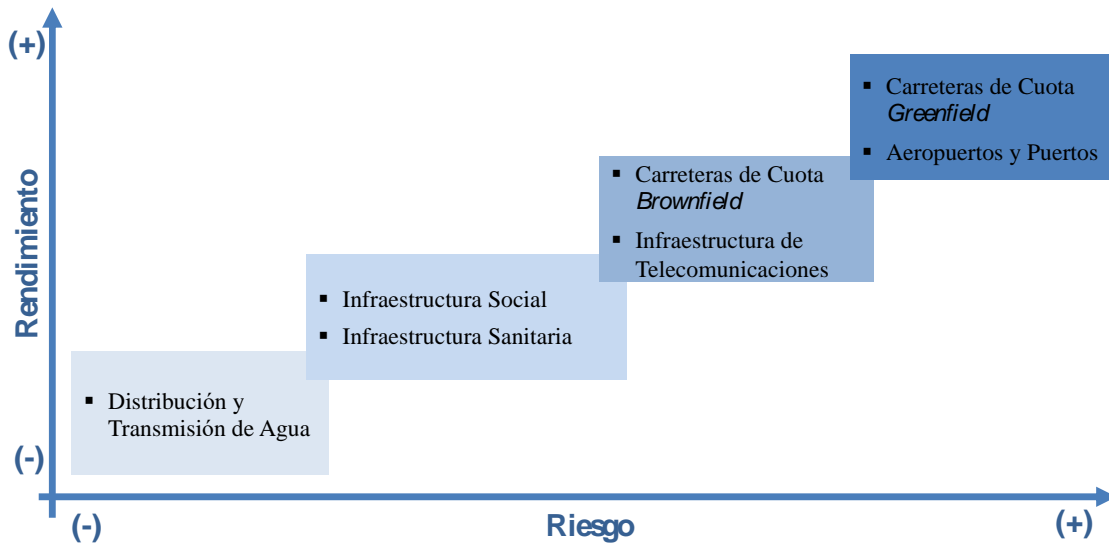 (+)
▪ Carreteras de Cuota
Greenfield
▪ Aeropuertos y Puertos
▪ Carreteras de Cuota
Brownfield
▪ Infraestructura de
Telecomunicaciones
Rendimiento
▪ Infraestructura Social
▪ Infraestructura Sanitaria
▪ Distribución y
Transmisión de Agua
(-)
(-)
Riesgo
(+)